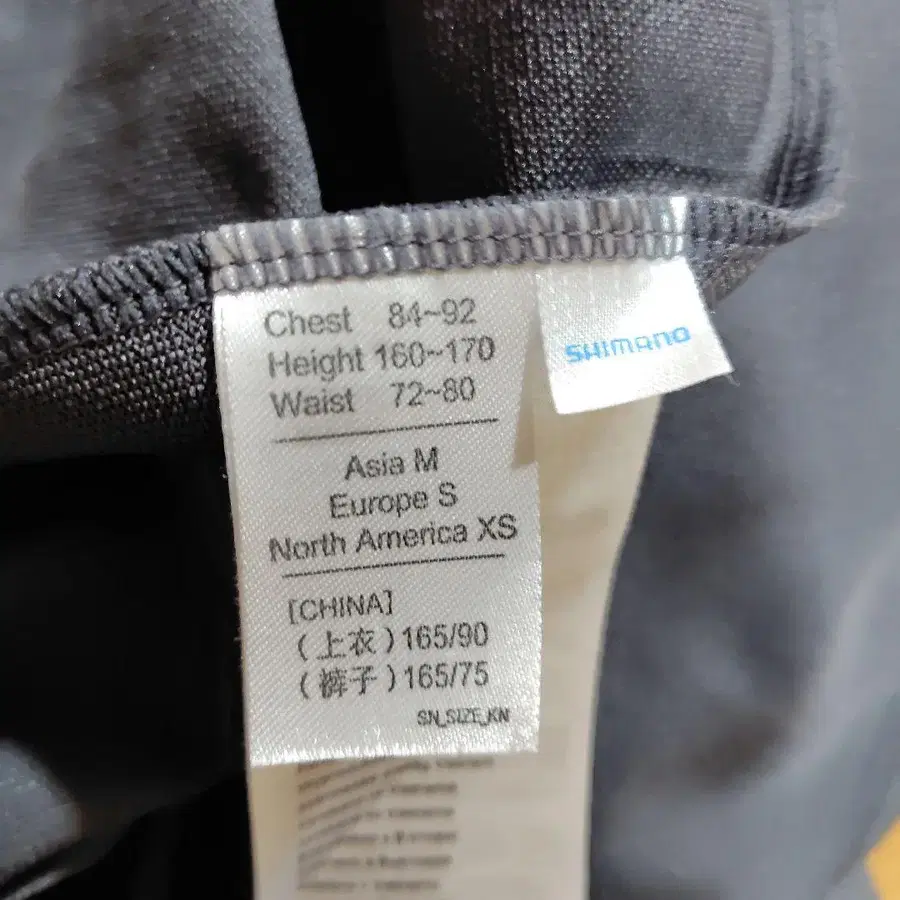 Chest 84~92
Height 160~170
Waist 72~80
Asia M
Europe S
North America XS
[CHINA]
(上衣)165/90
(裤子)165/75
SN_SIZE_KN
SHIMANO